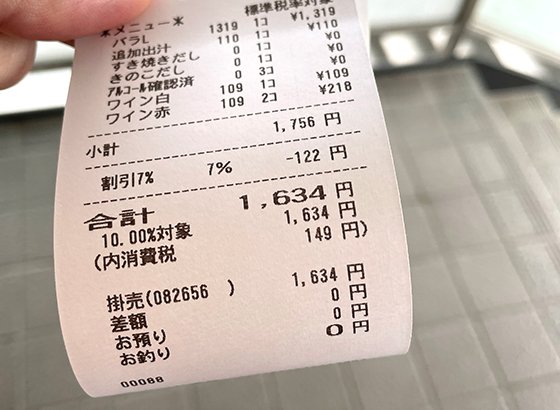 標準税率対象
*メニュー*
バラL 1319 1コ ¥1,319
追加出汁 110 1コ ¥110
すき焼きだし 0 1コ ¥0
きのこだし 0 1コ ¥0
ｱﾙｺｰﾙ確認済 0 3コ ¥0
ワイン白 109 1コ ¥109
ワイン赤 109 2コ ¥218
小計 1,756 円
割引7% 7% -122 円
合計 1,634 円
10.00%対象 1,634 円
(内消費税 149 円)
掛売(082656 ) 1,634 円
差額 0 円
お預り 0 円
お釣り 0 円
00088